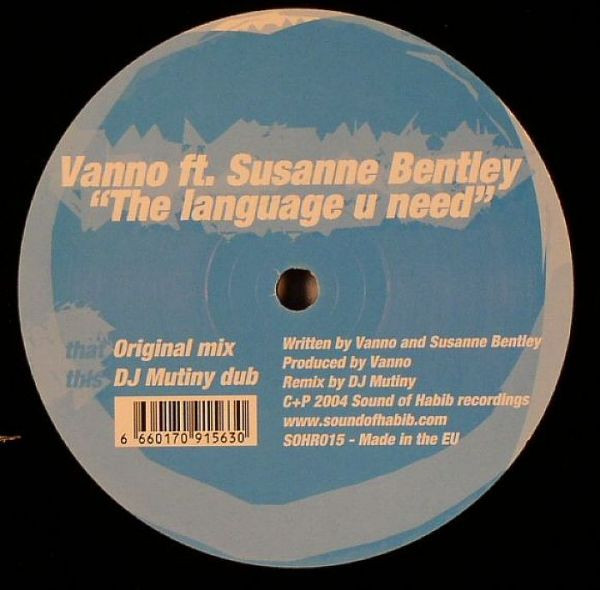 Vanno ft. Susanne Bentley
"The language u need"
that Original mix
this DJ Mutiny dub
6 660170 915630
Written by Vanno and Susanne Bentley
Produced by Vanno
Remix by DJ Mutiny
C+P 2004 Sound of Habib recordings
www.soundofhabib.com
SOHR015 - Made in the EU